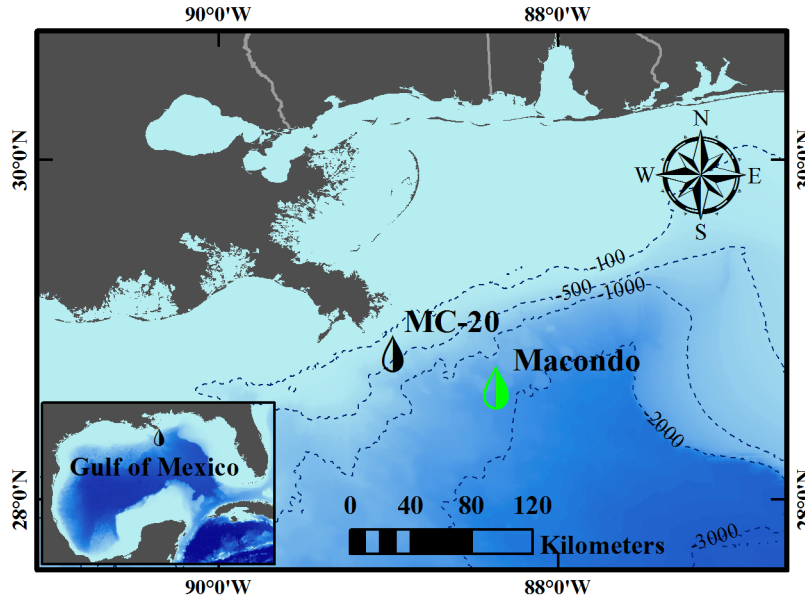 90°0'W 88°0'W
30°0'N 30°0'N
N
W E
S
-100
-500
-1000
MC-20
Macondo
-2000
Gulf of Mexico
0 40 80 120
Kilometers
28°0'N 28°0'N
-3000
90°0'W 88°0'W